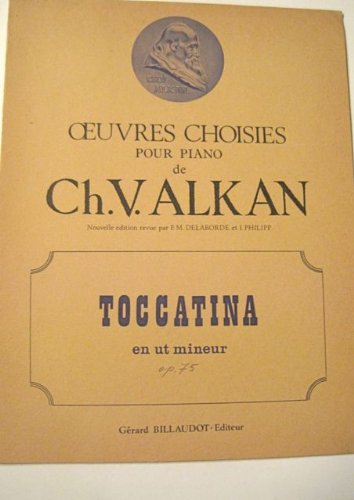 ŒUVRES CHOISIES
POUR PIANO
de
Ch.V. ALKAN
Nouvelle edition revue par F. M. DELABORDE et I. PHILIPP
TOCCATINA
en ut mineur
op. 75
Gérard BILLAUDOT-Editeur